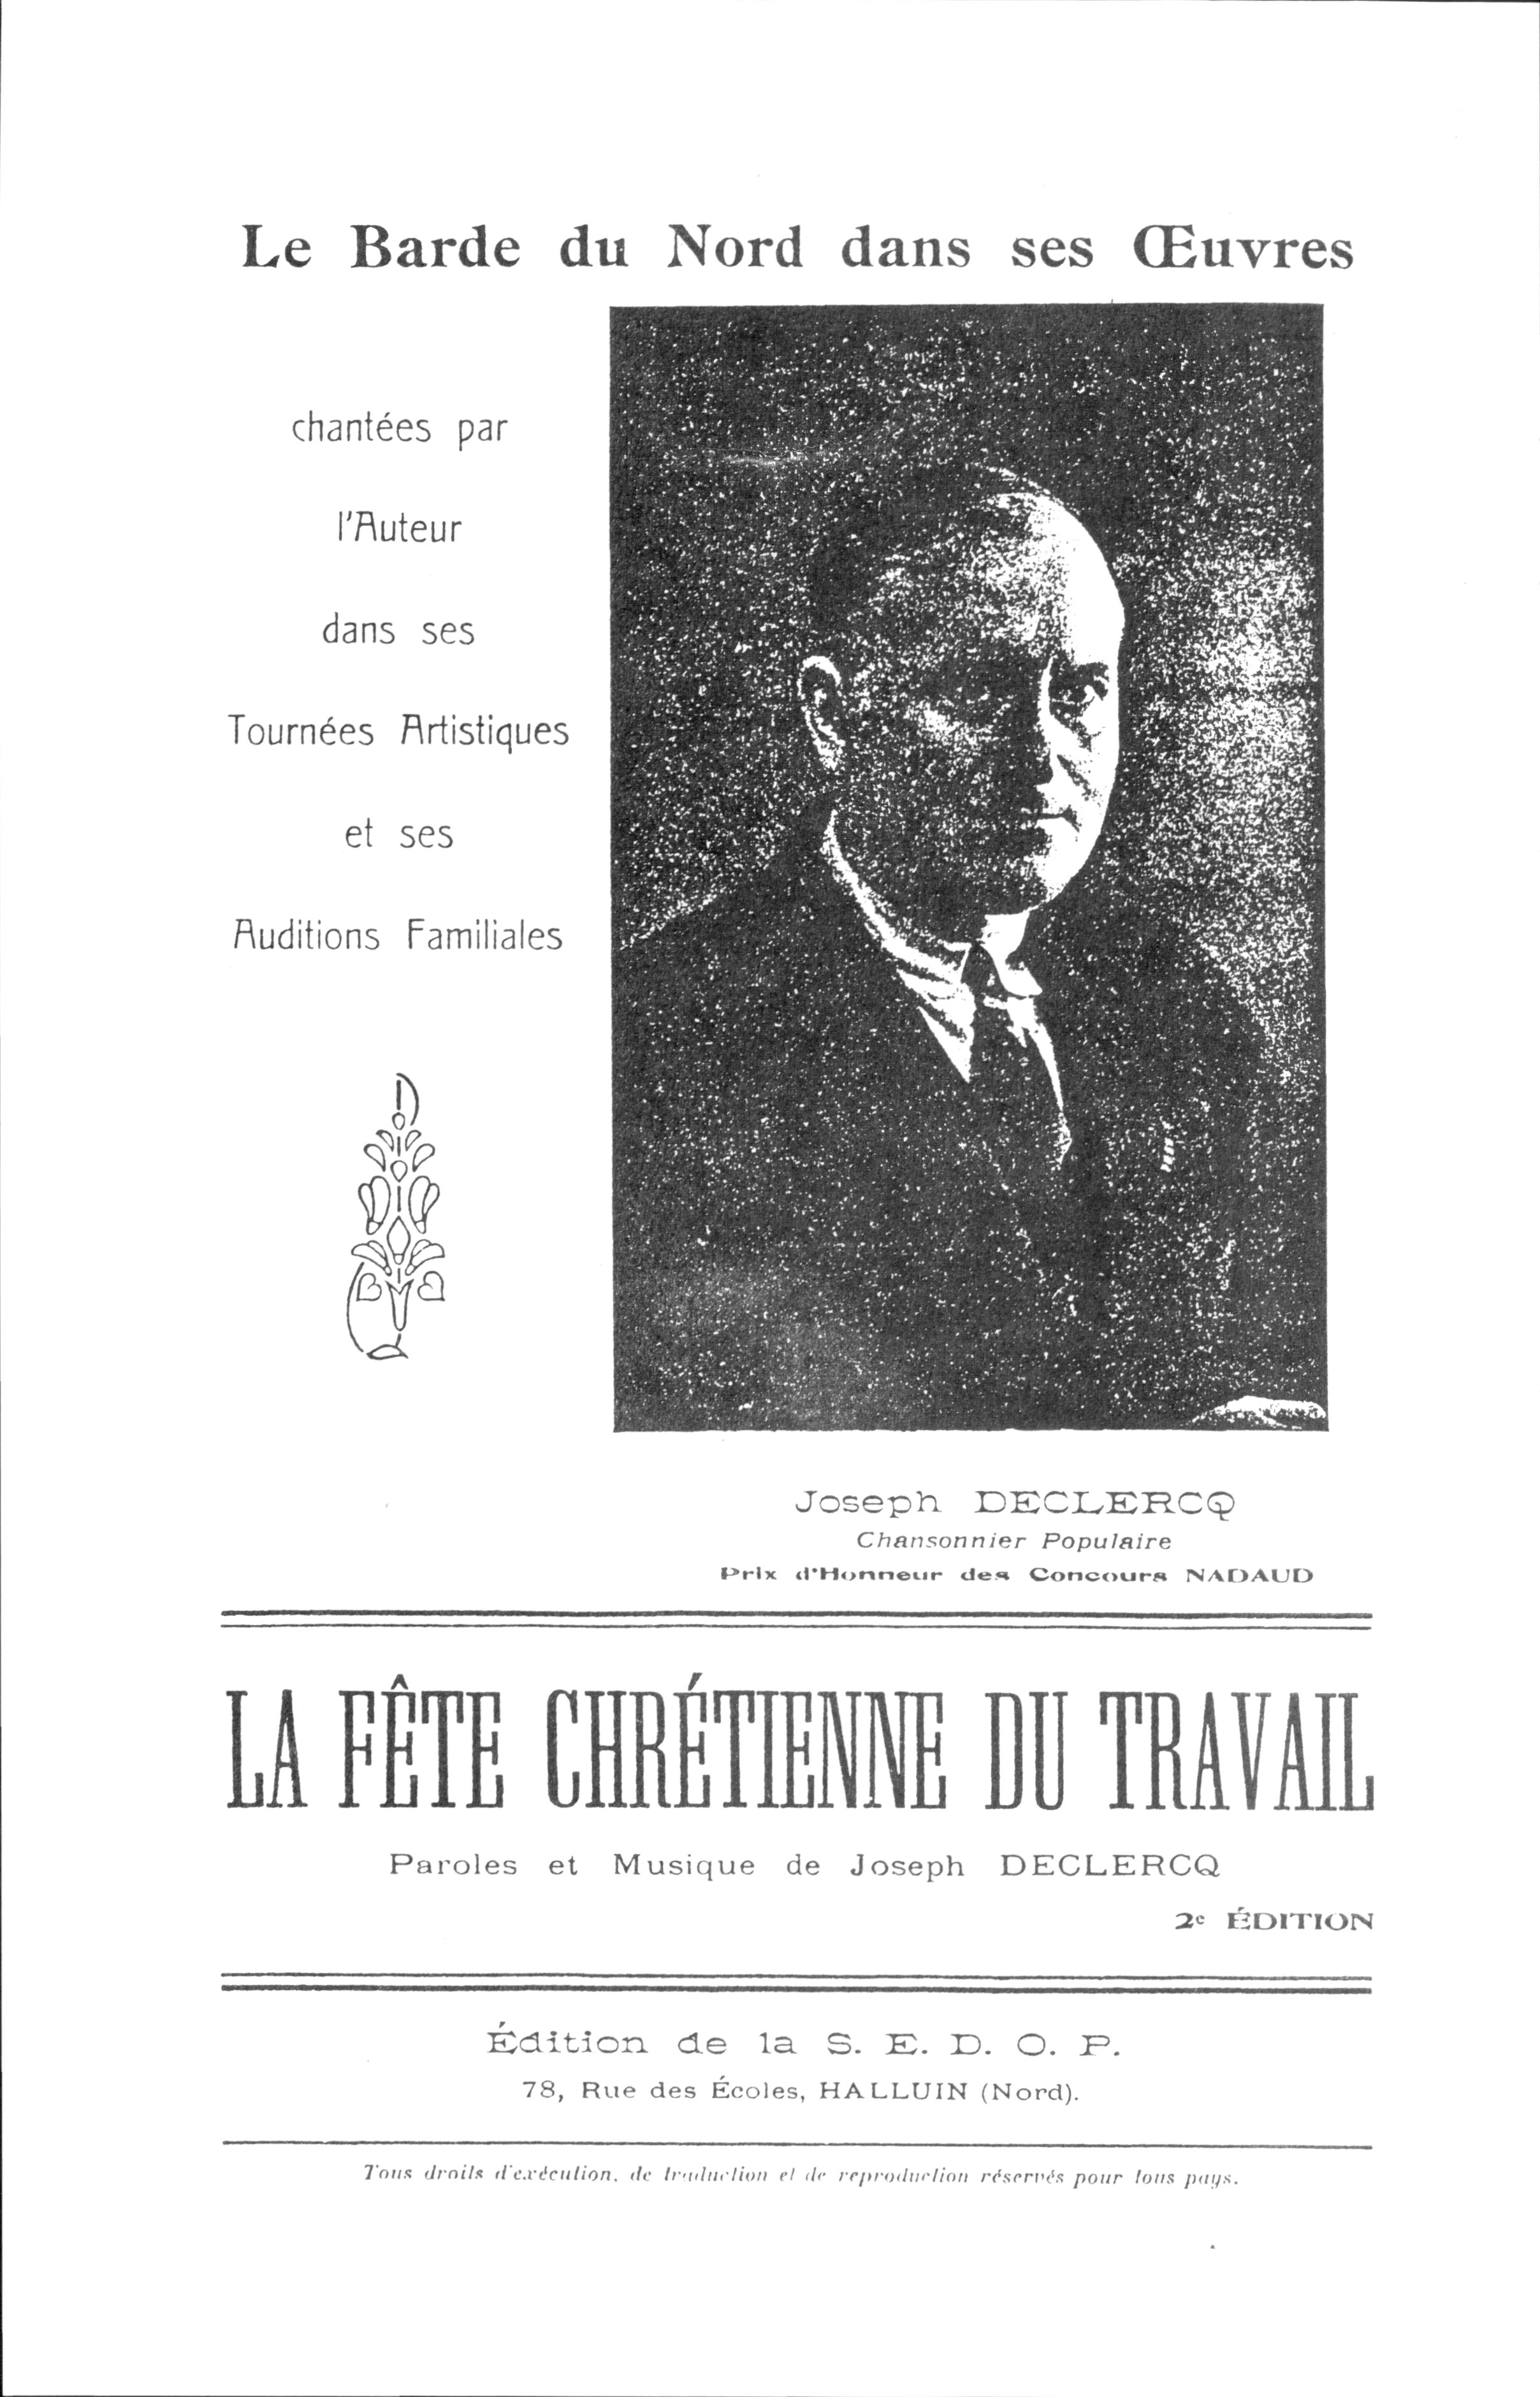 Le Barde du Nord dans ses Œuvres
chantées par
l'Auteur
dans ses
Tournées Artistiques
et ses
Auditions Familiales
Joseph DECLERCQ
Chansonnier Populaire
Prix d'Honneur des Concours NADAUD
LA FÊTE CHRÉTIENNE DU TRAVAIL
Paroles et Musique de Joseph DECLERCQ
2e ÉDITION
Édition de la S. E. D. O. P.
78, Rue des Écoles, HALLUIN (Nord).
Tous droits d'exécution, de traduction et de reproduction réservés pour tous pays.